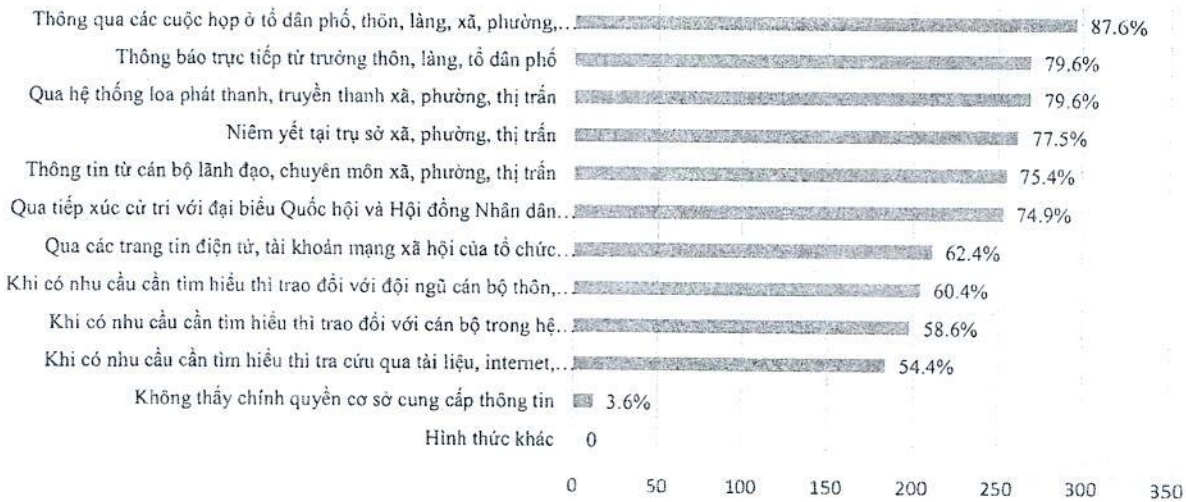 Thông qua các cuộc họp ở tổ dân phố, thôn, làng, xã, phường,... 87.6%
Thông báo trực tiếp từ trưởng thôn, làng, tổ dân phố 79.6%
Qua hệ thống loa phát thanh, truyền thanh xã, phường, thị trấn 79.6%
Niêm yết tại trụ sở xã, phường, thị trấn 77.5%
Thông tin từ cán bộ lãnh đạo, chuyên môn xã, phường, thị trấn 75.4%
Qua tiếp xúc cử tri với đại biểu Quốc hội và Hội đồng Nhân dân... 74.9%
Qua các trang tin điện tử, tài khoản mạng xã hội của tổ chức... 62.4%
Khi có nhu cầu cần tìm hiểu thì trao đổi với đội ngũ cán bộ thôn,... 60.4%
Khi có nhu cầu cần tìm hiểu thì trao đổi với cán bộ trong hệ... 58.6%
Khi có nhu cầu cần tìm hiểu thì tra cứu qua tài liệu, internet,... 54.4%
Không thấy chính quyền cơ sở cung cấp thông tin 3.6%
Hình thức khác 0
0 50 100 150 200 250 300 350